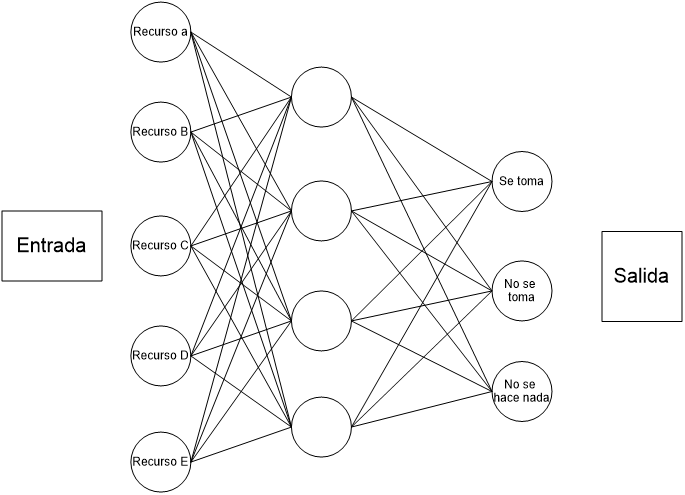 Entrada
Recurso a
Recurso B
Recurso C
Recurso D
Recurso E
Se toma
No se
toma
No se
hace nada
Salida